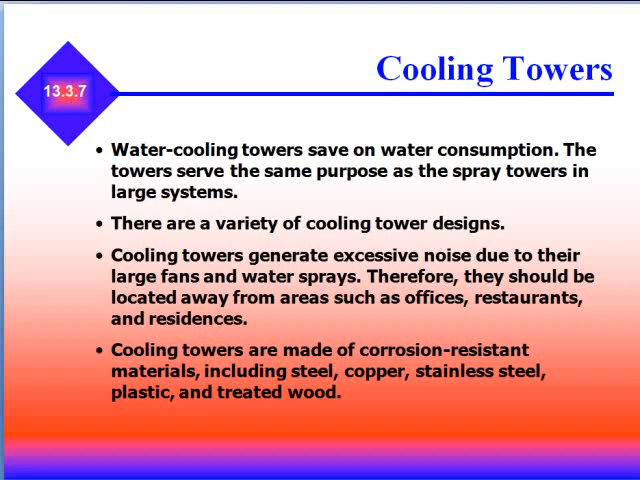 Cooling Towers
13.3.7
• Water-cooling towers save on water consumption. The
towers serve the same purpose as the spray towers in
large systems.
• There are a variety of cooling tower designs.
• Cooling towers generate excessive noise due to their
large fans and water sprays. Therefore, they should be
located away from areas such as offices, restaurants,
and residences.
• Cooling towers are made of corrosion-resistant
materials, including steel, copper, stainless steel,
plastic, and treated wood.